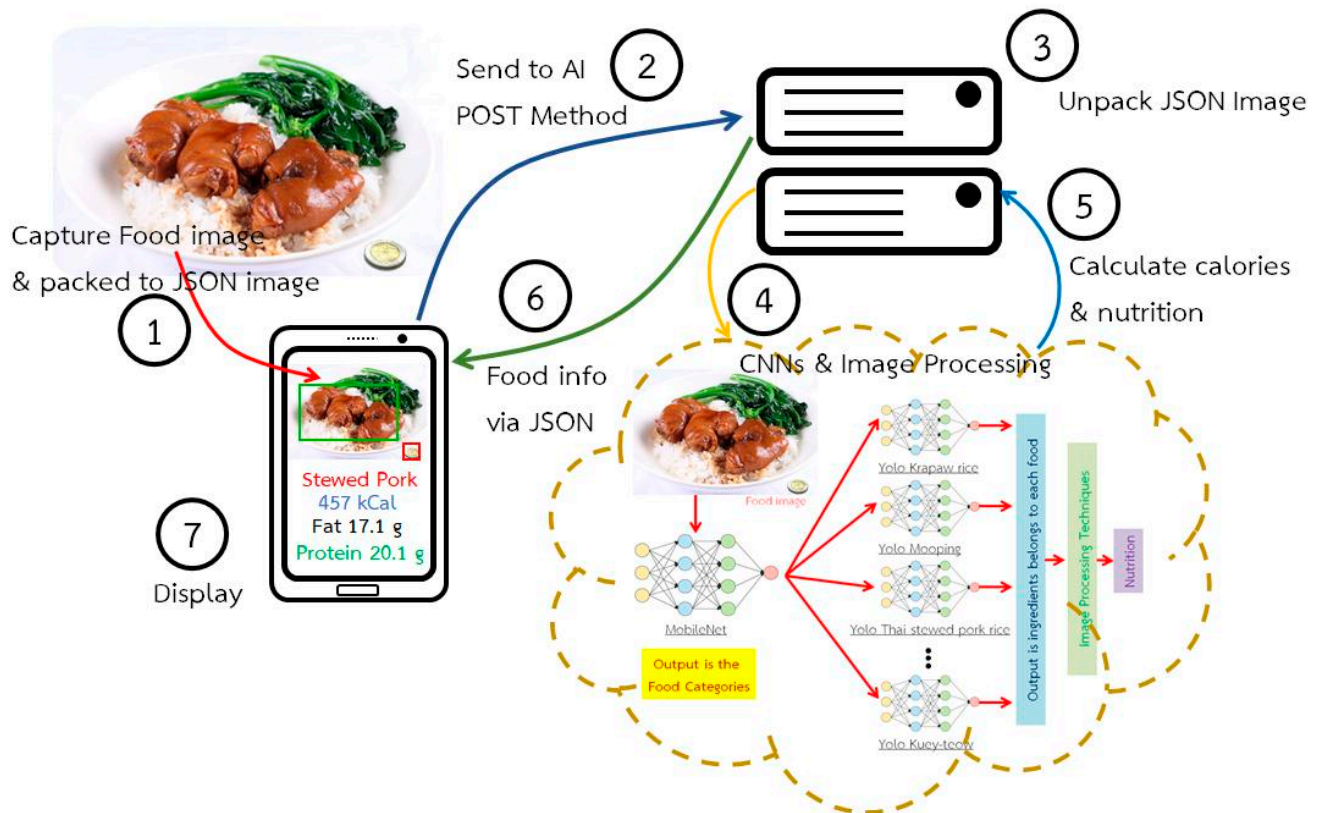 Capture Food image
& packed to JSON image
1
Send to AI
POST Method
2
3
Unpack JSON Image
4
5
Calculate calories
& nutrition
6
Food info
via JSON
7
Display
Stewed Pork
457 kCal
Fat 17.1 g
Protein 20.1 g
CNNs & Image Processing
Food image
MobileNet
Output is the
Food Categories
Yolo Krapaw rice
Yolo Mooping
Yolo Thai stewed pork rice
Yolo Kuey-teow
Output is ingredients belongs to each food
Image Processing Techniques
Nutrition